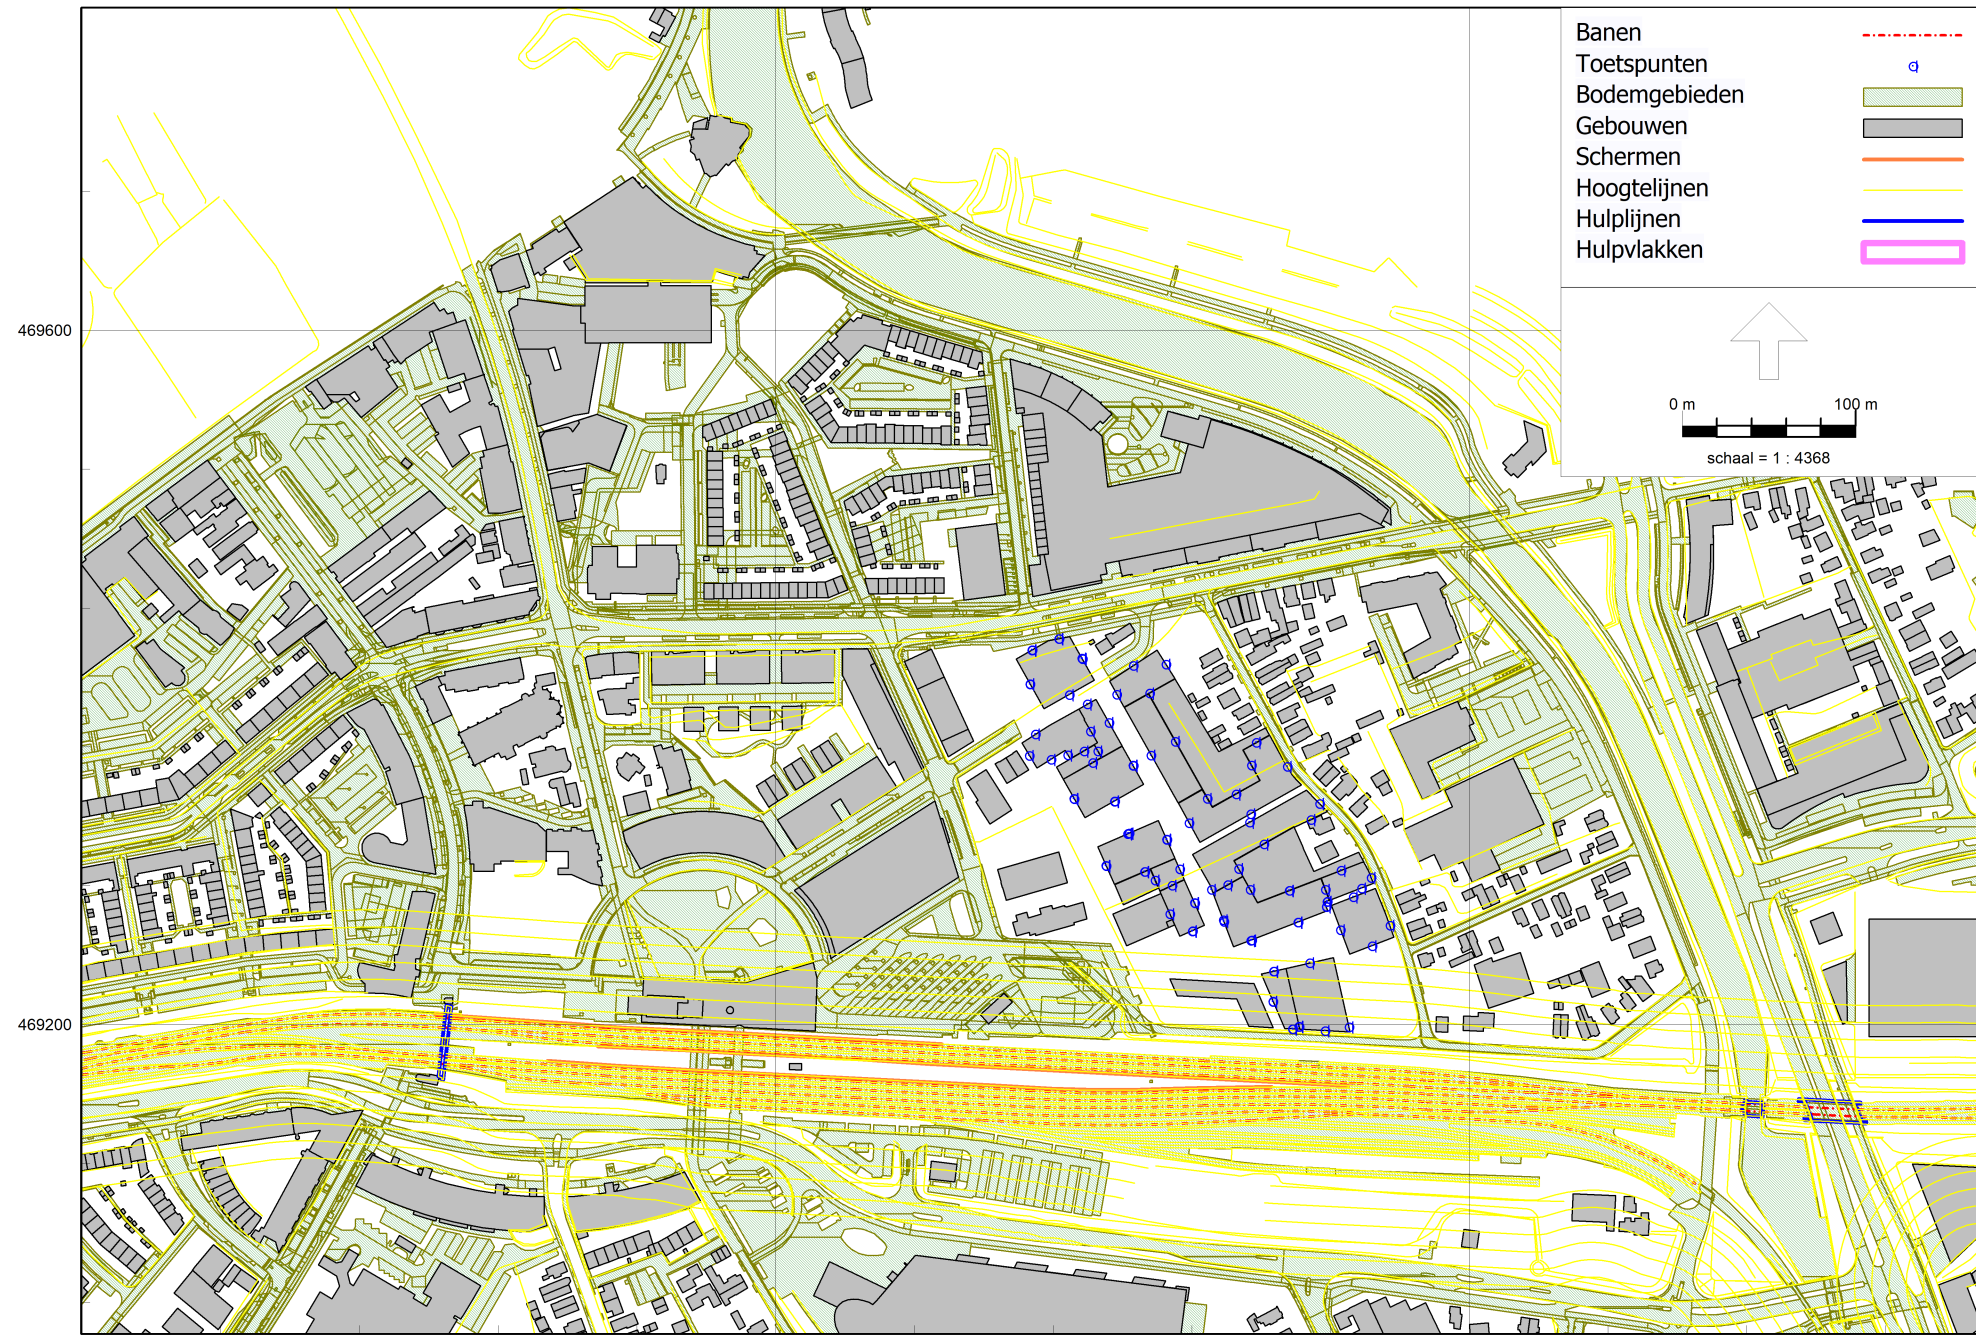 Banen
Toetspunten
Bodemgebieden
Gebouwen
Schermen
Hoogtelijnen
Hulplijnen
Hulpvlakken
469600
0 m 100 m
schaal = 1 : 4368
469200